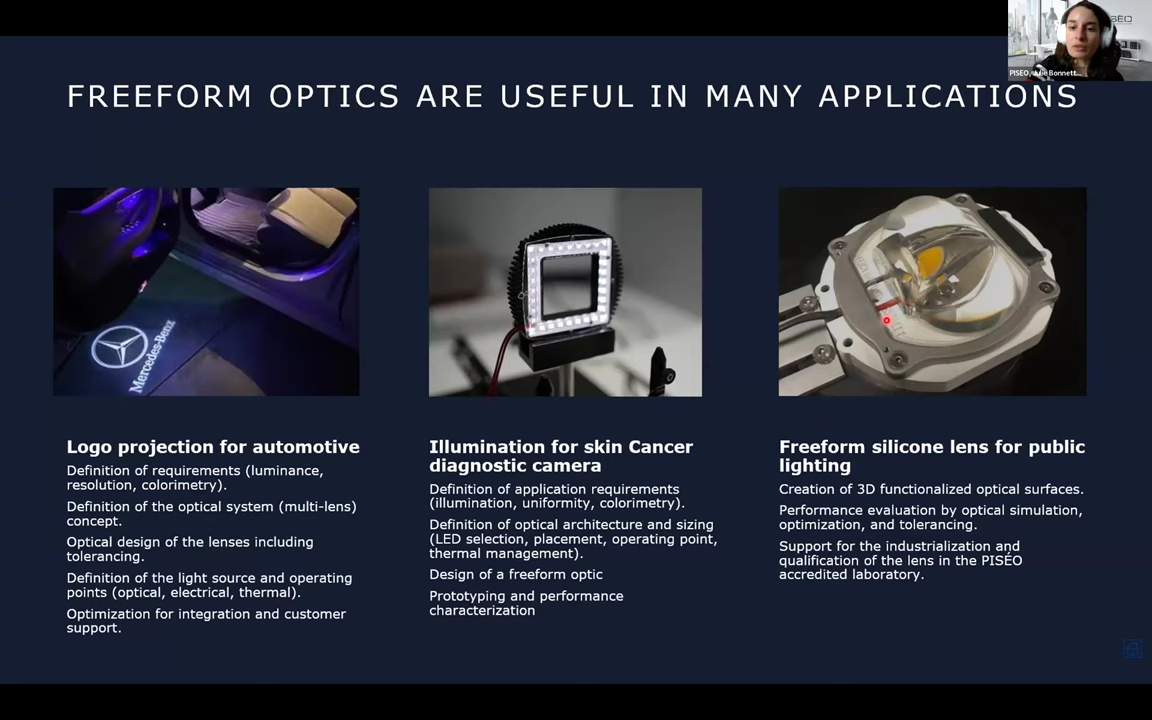 FREEFORM OPTICS ARE USEFUL IN MANY APPLICATIONS
SEO
PISEO, Julie Bonnett...
Mercedes-Benz
Logo projection for automotive
Definition of requirements (luminance,
resolution, colorimetry).
Definition of the optical system (multi-lens)
concept.
Optical design of the lenses including
tolerancing.
Definition of the light source and operating
points (optical, electrical, thermal).
Optimization for integration and customer
support.
Illumination for skin Cancer
diagnostic camera
Definition of application requirements
(illumination, uniformity, colorimetry).
Definition of optical architecture and sizing
(LED selection, placement, operating point,
thermal management).
Design of a freeform optic
Prototyping and performance
characterization
Freeform silicone lens for public
lighting
Creation of 3D functionalized optical surfaces.
Performance evaluation by optical simulation,
optimization, and tolerancing.
Support for the industrialization and
qualification of the lens in the PISÉO
accredited laboratory.